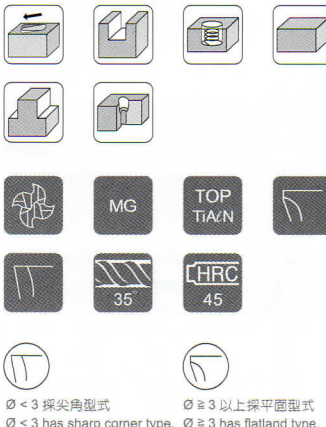 MG
TOP
TiAℓN
35°
HRC
45
Ø < 3 採尖角型式
Ø < 3 has sharp corner type.
Ø ≧ 3 以上採平面型式
Ø ≧ 3 has flatland type.